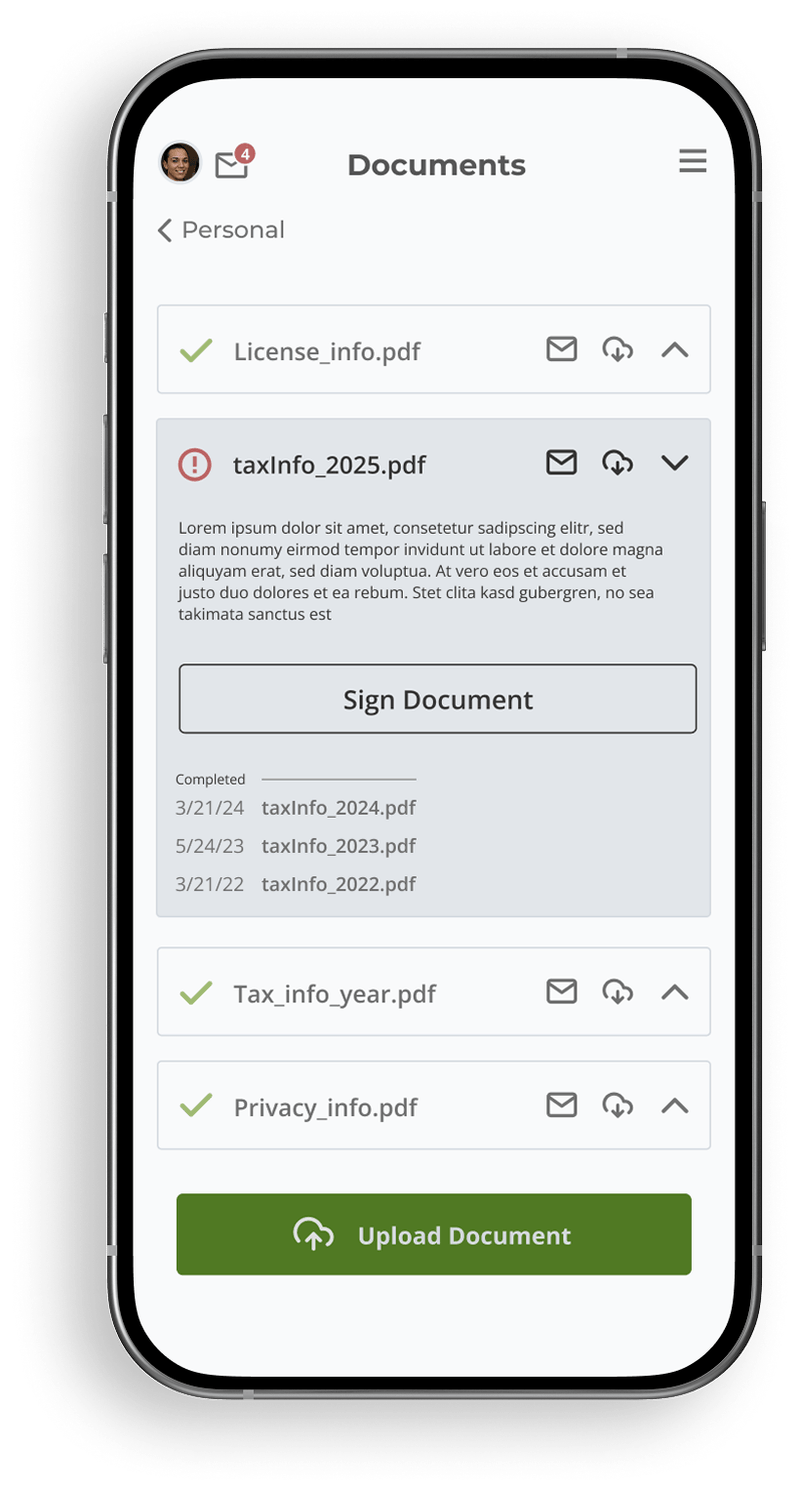 4
Documents
Personal
License_info.pdf
taxInfo_2025.pdf
Lorem ipsum dolor sit amet, consetetur sadipscing elitr, sed
diam nonumy eirmod tempor invidunt ut labore et dolore magna
aliquyam erat, sed diam voluptua. At vero eos et accusam et
justo duo dolores et ea rebum. Stet clita kasd gubergren, no sea
takimata sanctus est
Sign Document
Completed
3/21/24 taxInfo_2024.pdf
5/24/23 taxInfo_2023.pdf
3/21/22 taxInfo_2022.pdf
Tax_info_year.pdf
Privacy_info.pdf
Upload Document